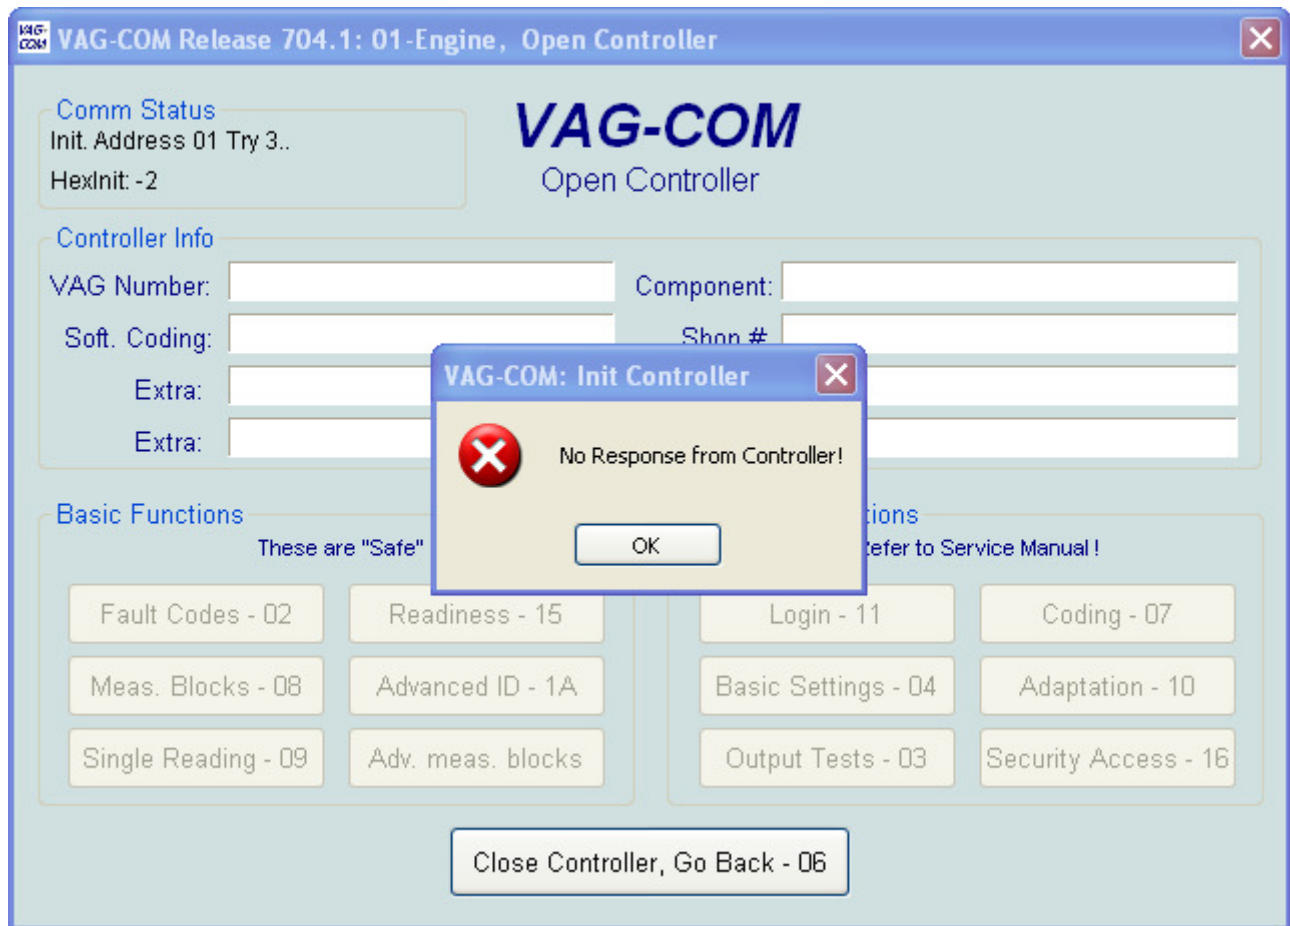 VAG-COM
VAG-COM Release 704.1: 01-Engine, Open Controller
Comm Status
Init. Address 01 Try 3..
HexInit: -2
VAG-COM
Open Controller
Controller Info
VAG Number:
Component:
Soft. Coding:
Shop #
Extra:
Extra:
VAG-COM: Init Controller
No Response from Controller!
OK
Basic Functions
These are "Safe"
Service Manual !
Fault Codes - 02
Readiness - 15
Login - 11
Coding - 07
Meas. Blocks - 08
Advanced ID - 1A
Basic Settings - 04
Adaptation - 10
Single Reading - 09
Adv. meas. blocks
Output Tests - 03
Security Access - 16
Close Controller, Go Back - 06